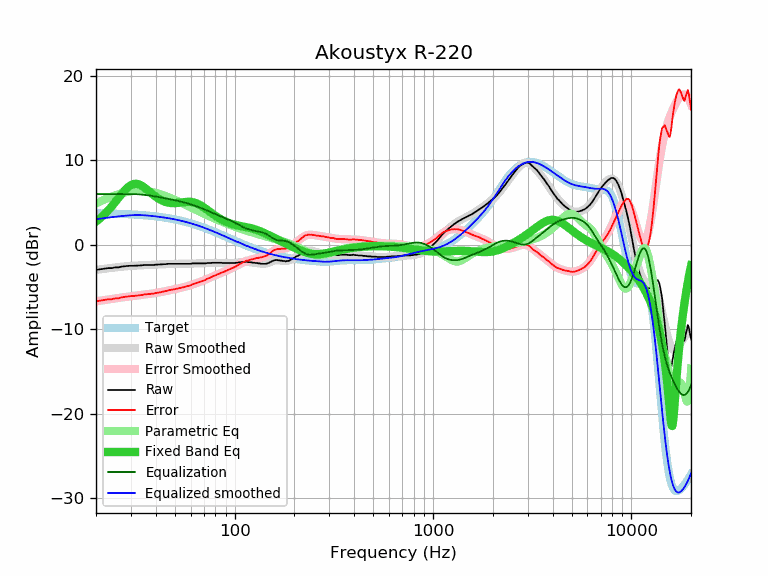 Akoustyx R-220
20
10
0
−10
−20
−30
Amplitude (dBr)
Target
Raw Smoothed
Error Smoothed
Raw
Error
Parametric Eq
Fixed Band Eq
Equalization
Equalized smoothed
100
1000
10000
Frequency (Hz)